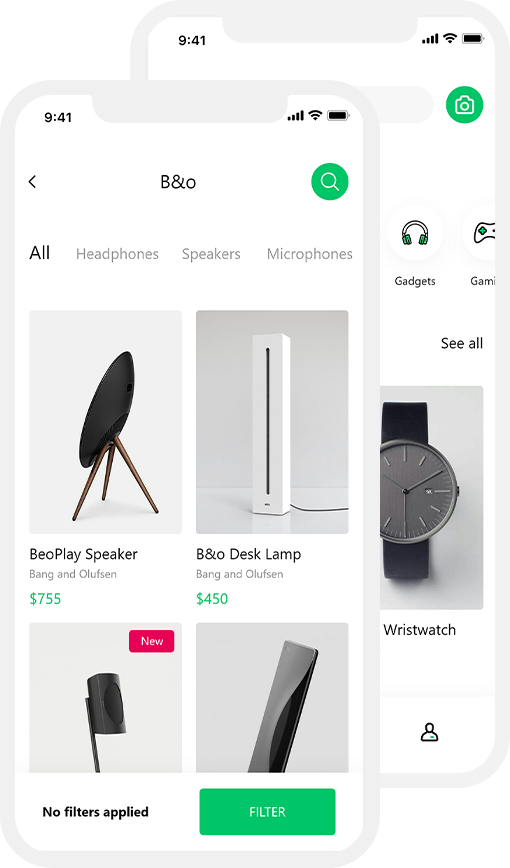 9:41
9:41
B&o
All Headphones Speakers Microphones
Gadgets
Gami
See all
BeoPlay Speaker
Bang and Olufsen
$755
B&o Desk Lamp
Bang and Olufsen
$450
Wristwatch
New
No filters applied
FILTER